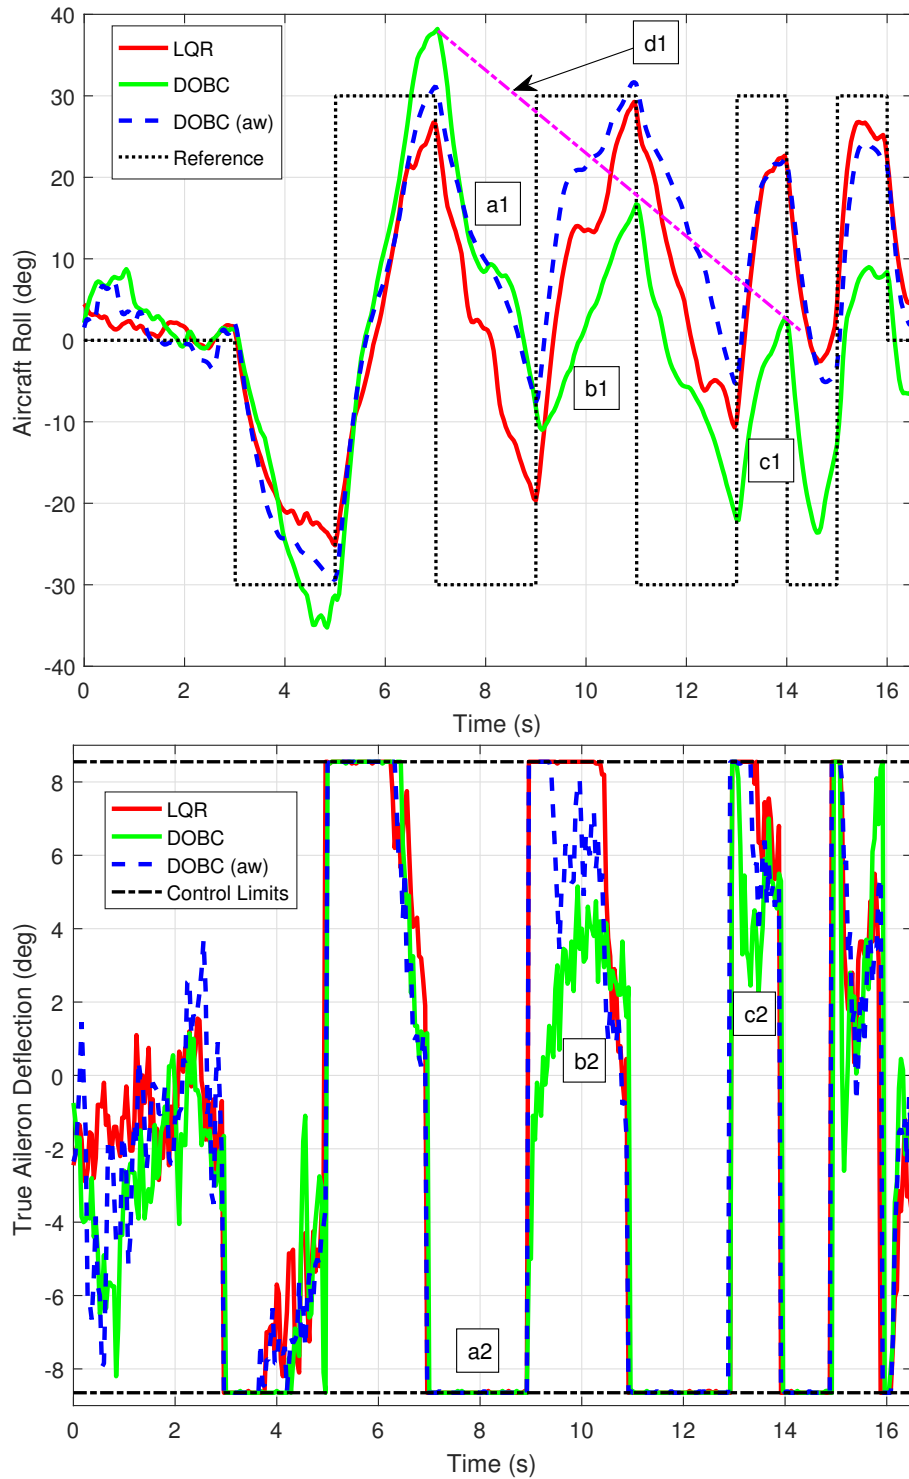 40
30
20
10
0
-10
-20
-30
-40
Aircraft Roll (deg)
LQR
DOBC
DOBC (aw)
Reference
d1
a1
b1
c1
0 2 4 6 8 10 12 14 16
Time (s)
8
6
4
2
0
-2
-4
-6
-8
True Aileron Deflection (deg)
LQR
DOBC
DOBC (aw)
Control Limits
c2
b2
a2
0 2 4 6 8 10 12 14 16
Time (s)